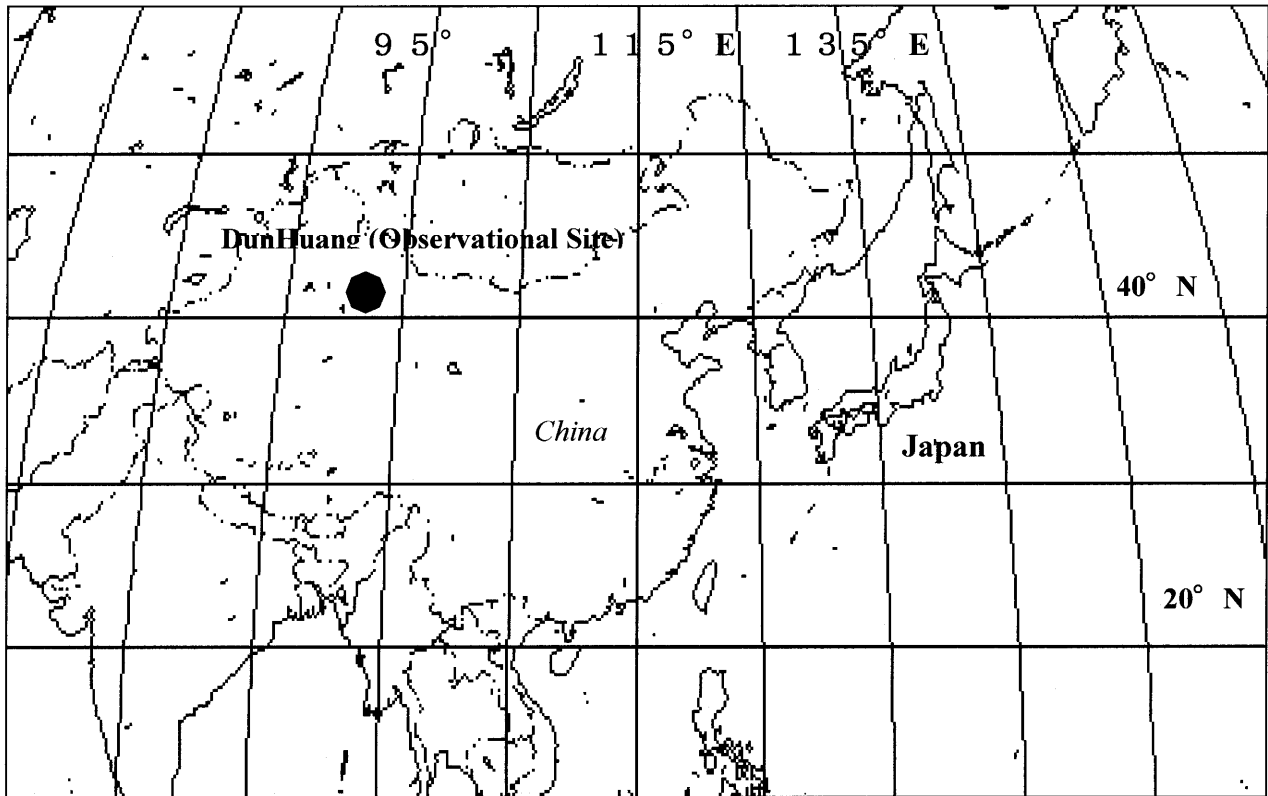 ９５°
１１５° E
１３５° E
DunHuang (Observational Site)
40° N
China
Japan
20° N